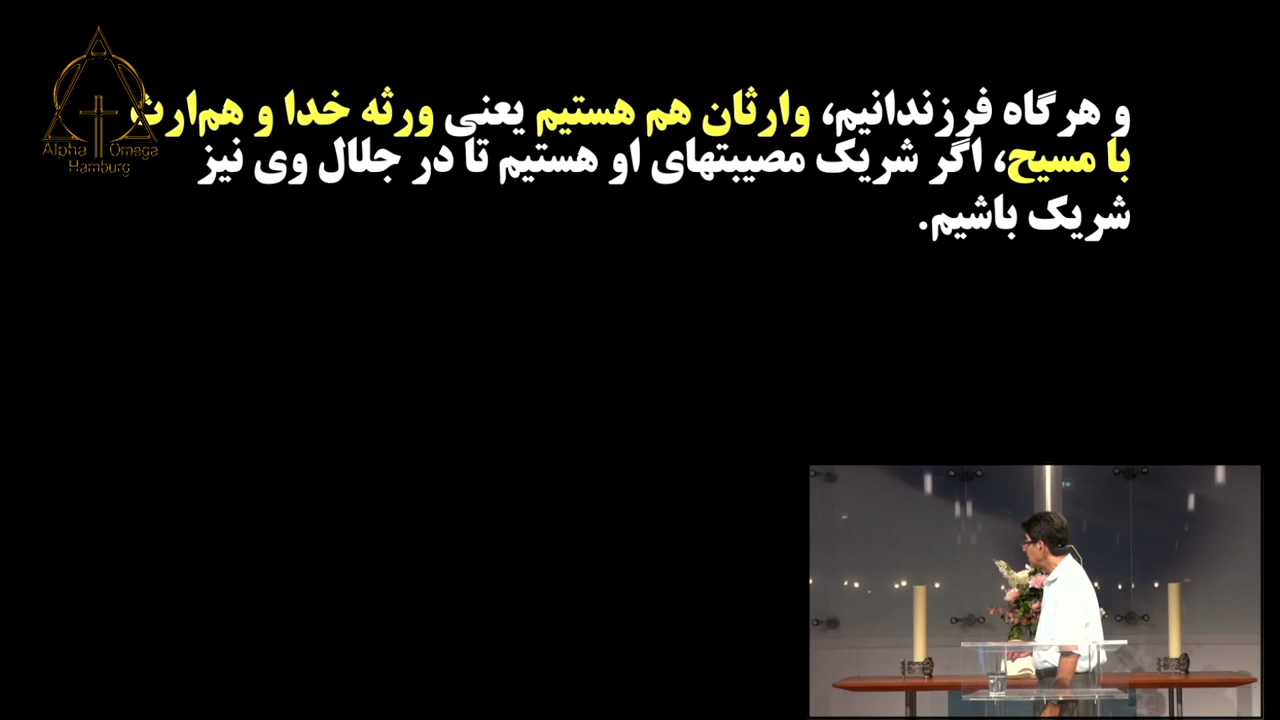 و هرگاه فرزندانیم، وارثان هم هستیم یعنی ورثه خدا و هم‌ارث
با مسیح، اگر شریک مصیبتهای او هستیم تا در جلال وی نیز
شریک باشیم.
Alpha Omega
Hamburg